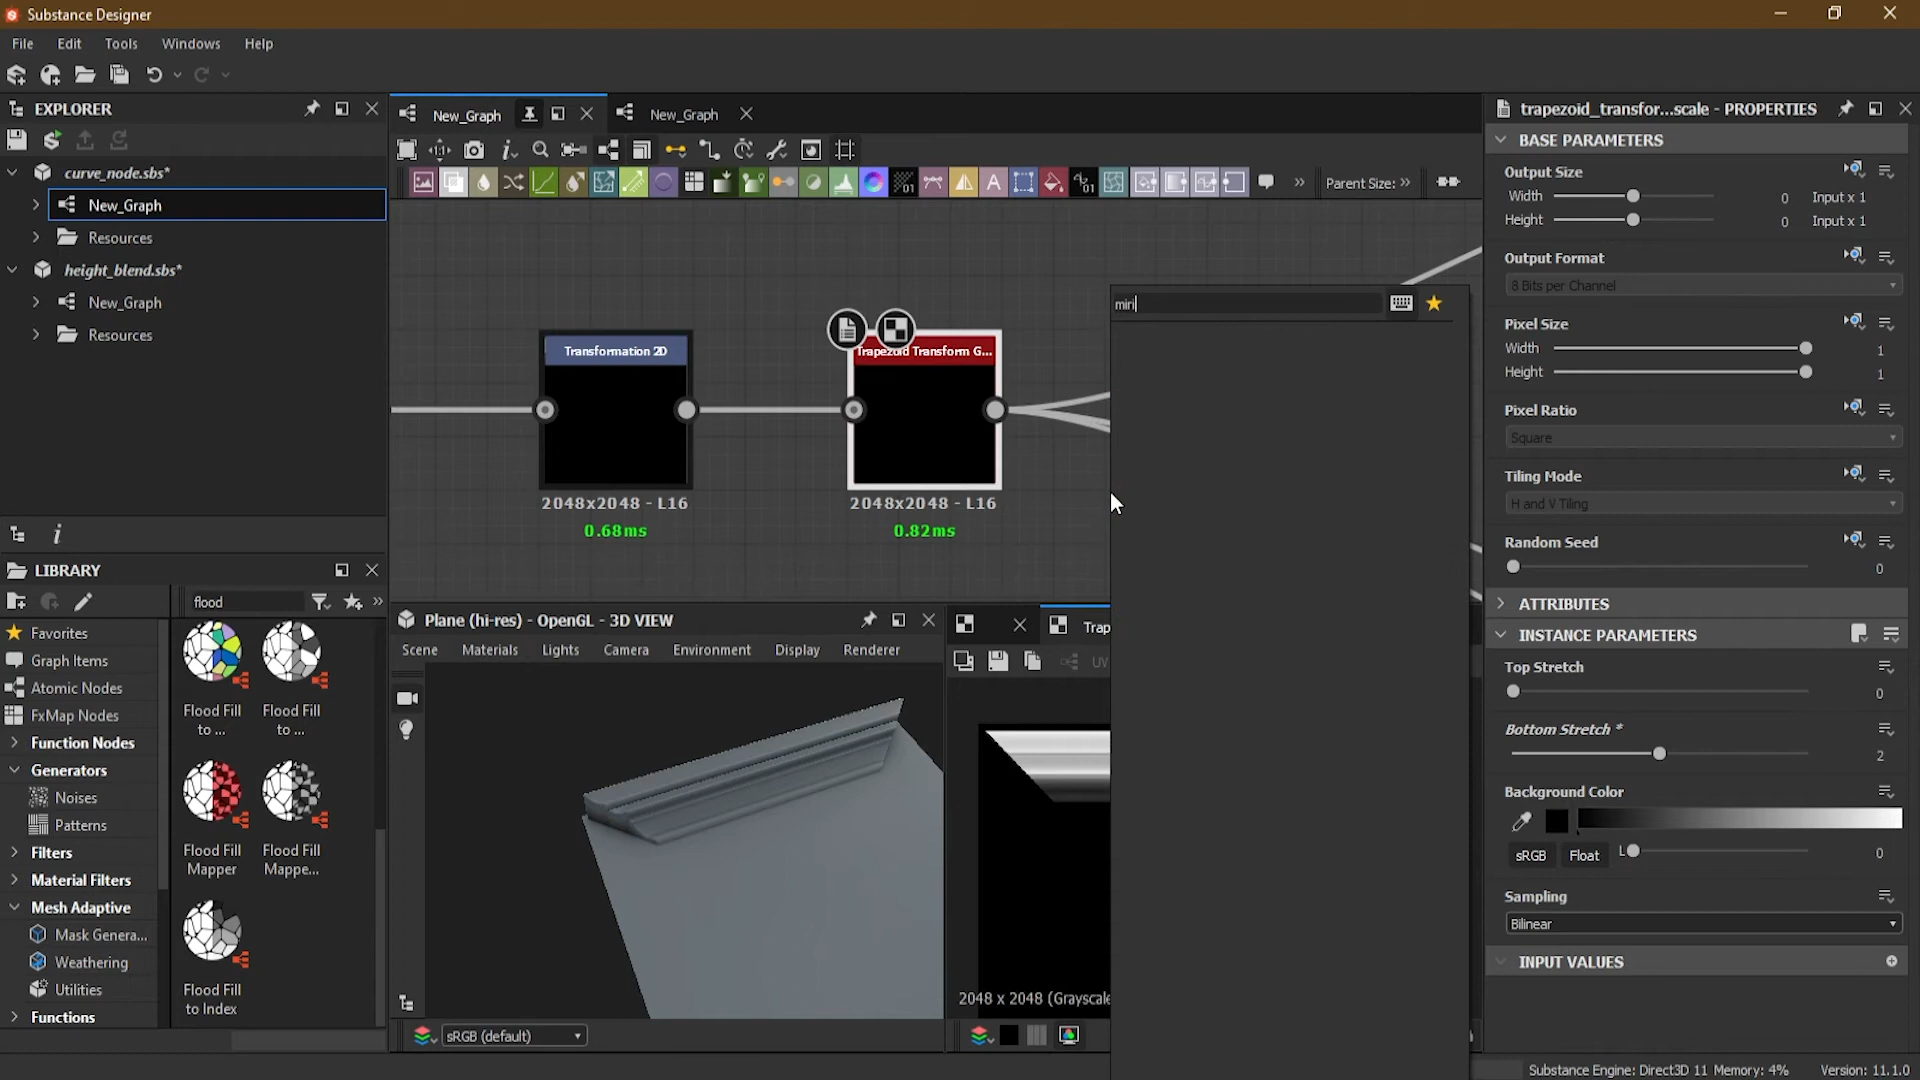 Substance Designer
File Edit Tools Windows Help
EXPLORER
curve_node.sbs*
New_Graph
Resources
height_blend.sbs*
New_Graph
Resources
LIBRARY
flood
Favorites
Graph Items
Atomic Nodes
FxMap Nodes
Function Nodes
Generators
Noises
Patterns
Filters
Material Filters
Mesh Adaptive
Mask Genera...
Weathering
Utilities
Functions
Flood Fill
to ...
Flood Fill
to ...
Flood Fill
Mapper
Flood Fill
Mappe...
Flood Fill
to Index
New_Graph
New_Graph
Parent Size:
Transformation 2D
2048x2048 - L16
0.68ms
Trapezoid Transform G...
2048x2048 - L16
0.82ms
miri
Plane (hi-res) - OpenGL - 3D VIEW
Scene Materials Lights Camera Environment Display Renderer
sRGB (default)
Trap
UV
2048 x 2048 (Grayscale
trapezoid_transfor...scale - PROPERTIES
BASE PARAMETERS
Output Size
Width 0 Input x 1
Height 0 Input x 1
Output Format
8 Bits per Channel
Pixel Size
Width 1
Height 1
Pixel Ratio
Square
Tiling Mode
H and V Tiling
Random Seed
0
ATTRIBUTES
INSTANCE PARAMETERS
Top Stretch
0
Bottom Stretch *
2
Background Color
sRGB Float L 0
Sampling
Bilinear
INPUT VALUES
Substance Engine: Direct3D 11 Memory: 4% Version: 11.1.0